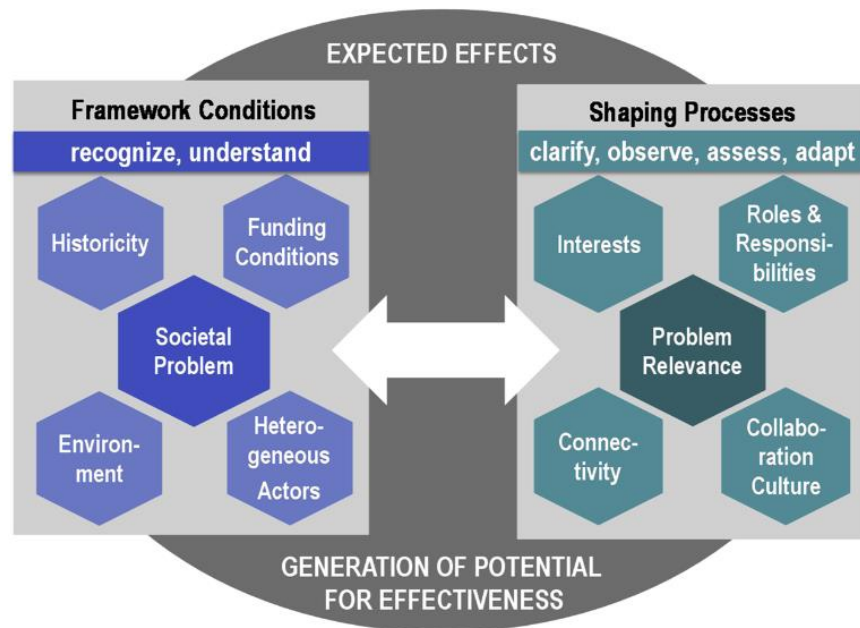 EXPECTED EFFECTS
Framework Conditions
recognize, understand
Historicity
Funding
Conditions
Societal
Problem
Environ-
ment
Hetero-
geneous
Actors
Shaping Processes
clarify, observe, assess, adapt
Interests
Roles &
Responsi-
bilities
Problem
Relevance
Connec-
tivity
Collabo-
ration
Culture
GENERATION OF POTENTIAL
FOR EFFECTIVENESS